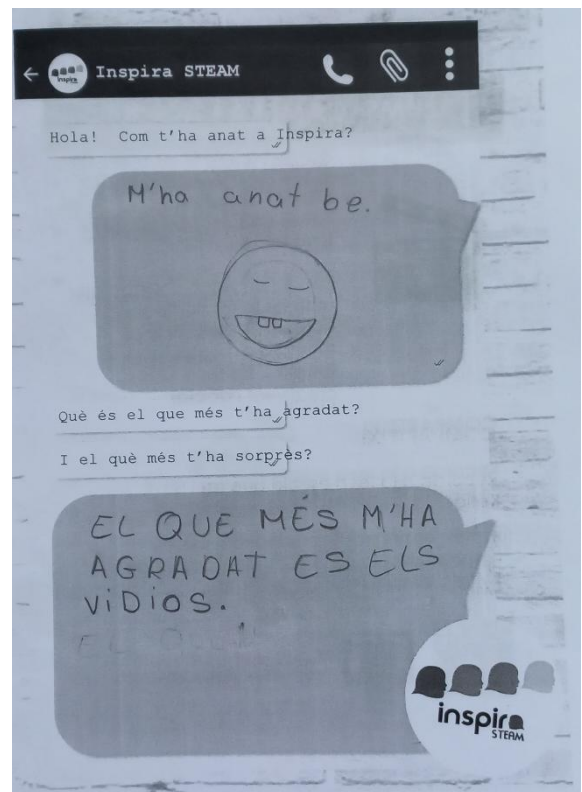 Inspira STEAM
Hola! Com t'ha anat a Inspira?
M'ha anat be.
Què és el que més t'ha agradat?
I el què més t'ha sorprès?
EL QUE MÉS M'HA
AGRADAT ES ELS
ViDiOS.
inspira
STEAM